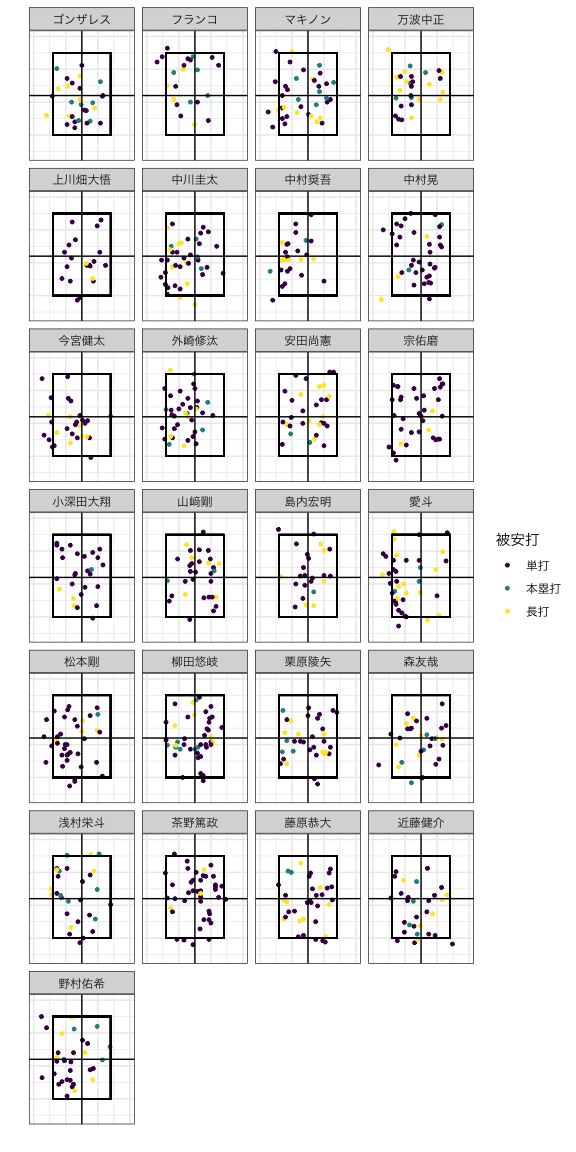 ゴンザレス
フランコ
マキノン
万波中正
上川畑大悟
中川圭太
中村奨吾
中村晃
今宮健太
外崎修汰
安田尚憲
宗佑磨
小深田大翔
山﨑剛
島内宏明
愛斗
被安打
単打
本塁打
長打
松本剛
柳田悠岐
栗原陵矢
森友哉
浅村栄斗
茶野篤政
藤原恭大
近藤健介
野村佑希